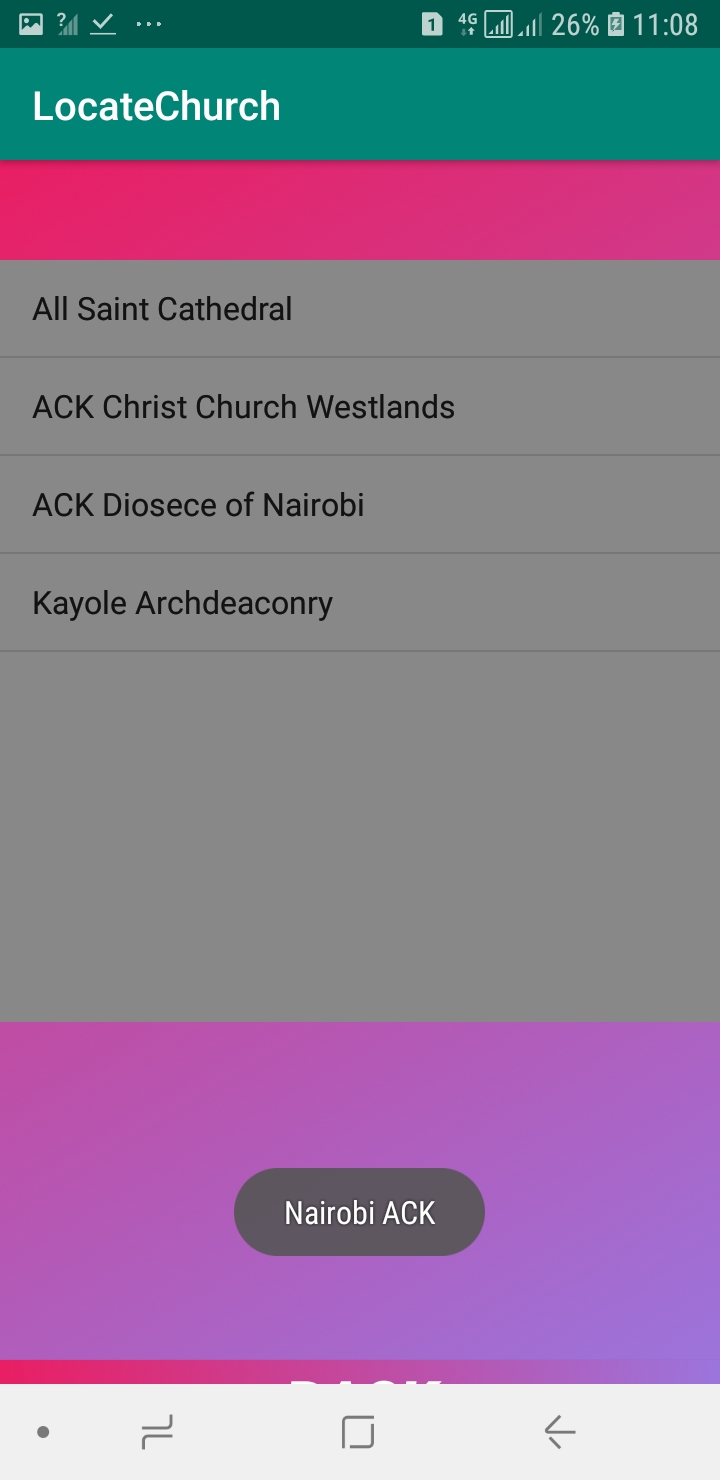 ? 1 4G 26% 11:08
LocateChurch
All Saint Cathedral
ACK Christ Church Westlands
ACK Diosece of Nairobi
Kayole Archdeaconry
Nairobi ACK
BACK